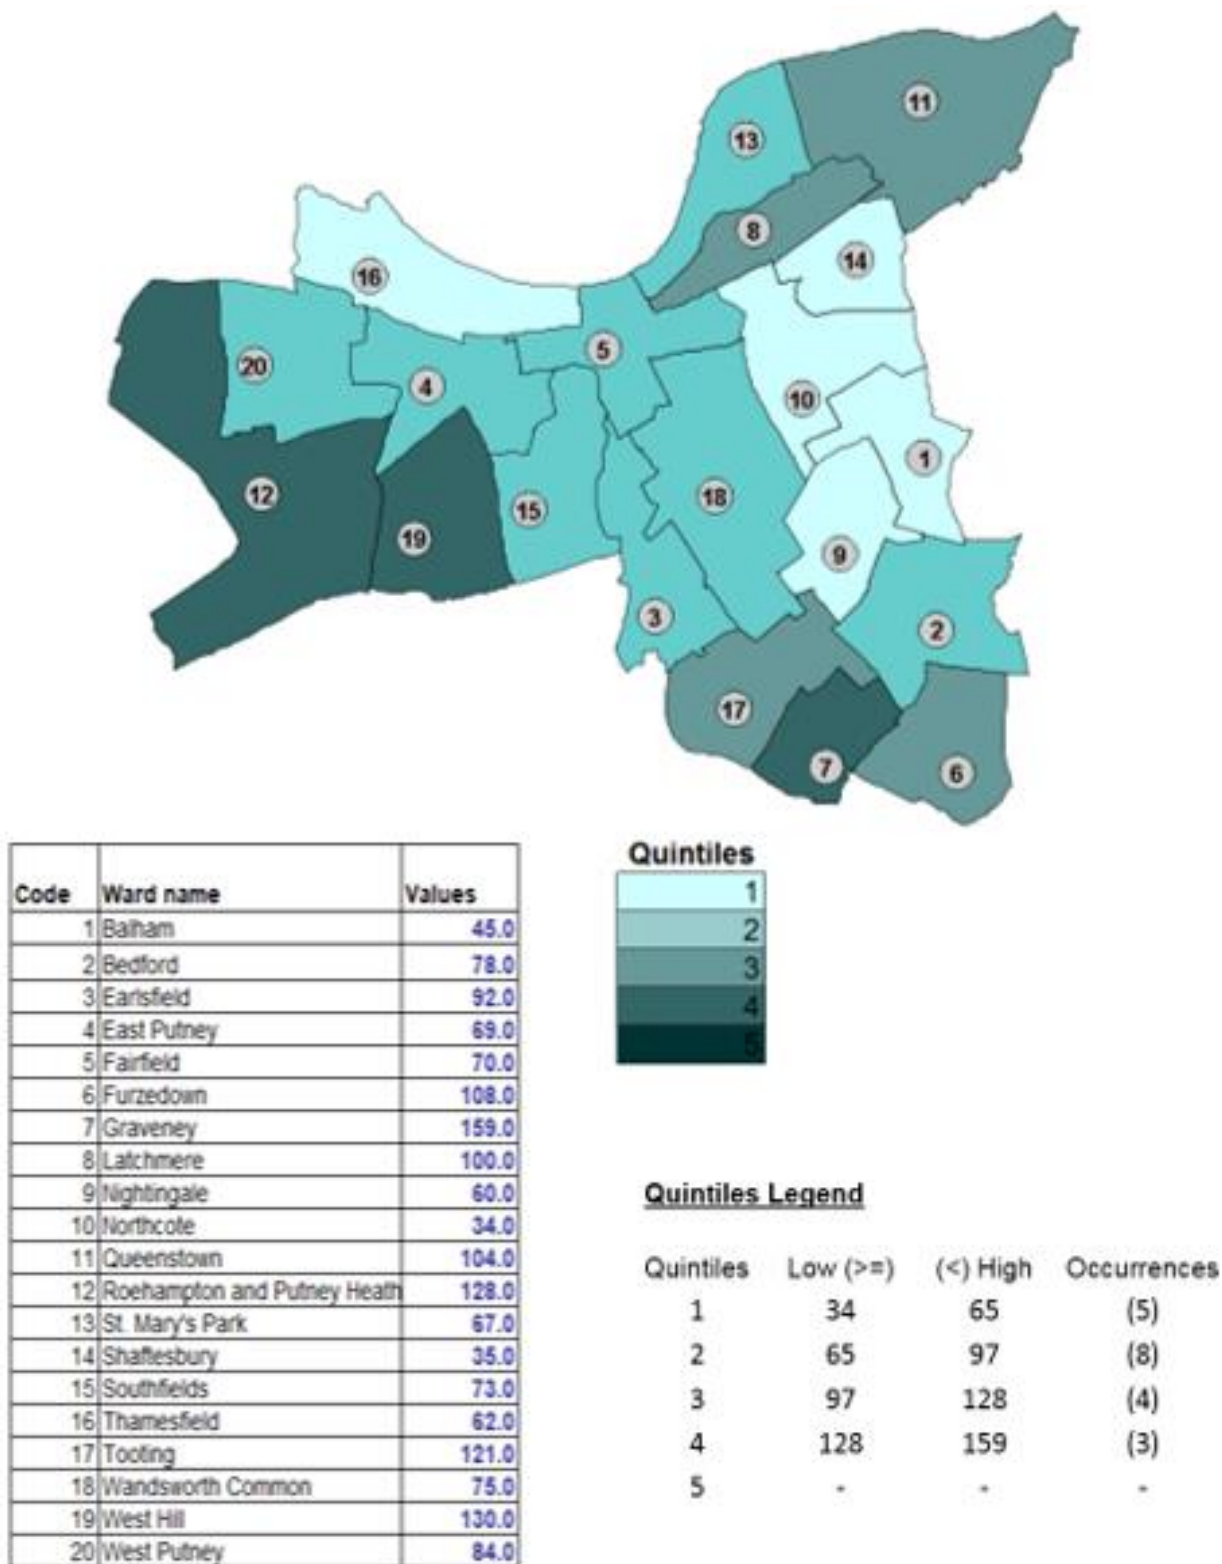 11
13
8
14
16
5
20
4
10
1
12
18
15
19
9
3
2
17
7
6
Code Ward name Values
1 Balham 45.0
2 Bedford 78.0
3 Earlsfield 92.0
4 East Putney 69.0
5 Fairfield 70.0
6 Furzedown 108.0
7 Graveney 159.0
8 Latchmere 100.0
9 Nightingale 60.0
10 Northcote 34.0
11 Queenstown 104.0
12 Roehampton and Putney Heath 128.0
13 St. Mary's Park 67.0
14 Shaftesbury 35.0
15 Southfields 73.0
16 Thamesfield 62.0
17 Tooting 121.0
18 Wandsworth Common 75.0
19 West Hill 130.0
20 West Putney 84.0
Quintiles
1
2
3
4
5
Quintiles Legend
Quintiles Low (>=) (<) High Occurrences
1 34 65 (5)
2 65 97 (8)
3 97 128 (4)
4 128 159 (3)
5 - - -